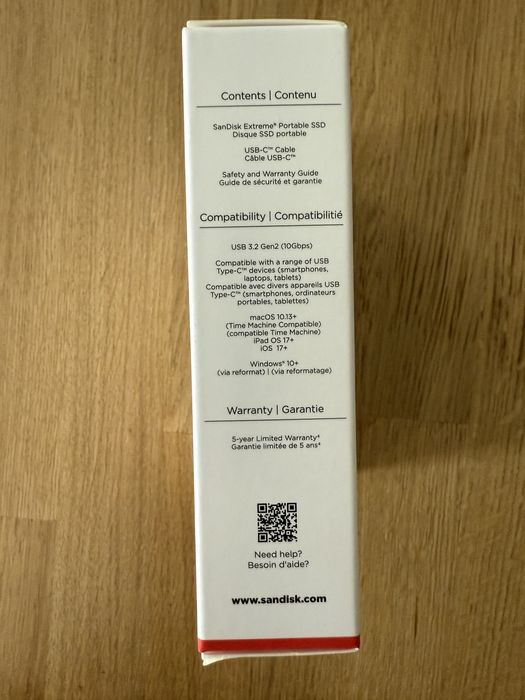 Contents | Contenu
SanDisk Extreme® Portable SSD
Disque SSD portable
USB-C™ Cable
Câble USB-C™
Safety and Warranty Guide
Guide de sécurité et garantie
Compatibility | Compatibilitié
USB 3.2 Gen2 (10Gbps)
Compatible with a range of USB
Type-C™ devices (smartphones,
laptops, tablets)
Compatible avec divers appareils USB
Type-C™ (smartphones, ordinateurs
portables, tablettes)
macOS 10.13+
(Time Machine Compatible)
(compatible Time Machine)
iPad OS 17+
iOS 17+
Windows® 10+
(via reformat) | (via reformatage)
Warranty | Garantie
5-year Limited Warranty⁴
Garantie limitée de 5 ans⁴
Need help?
Besoin d'aide?
www.sandisk.com